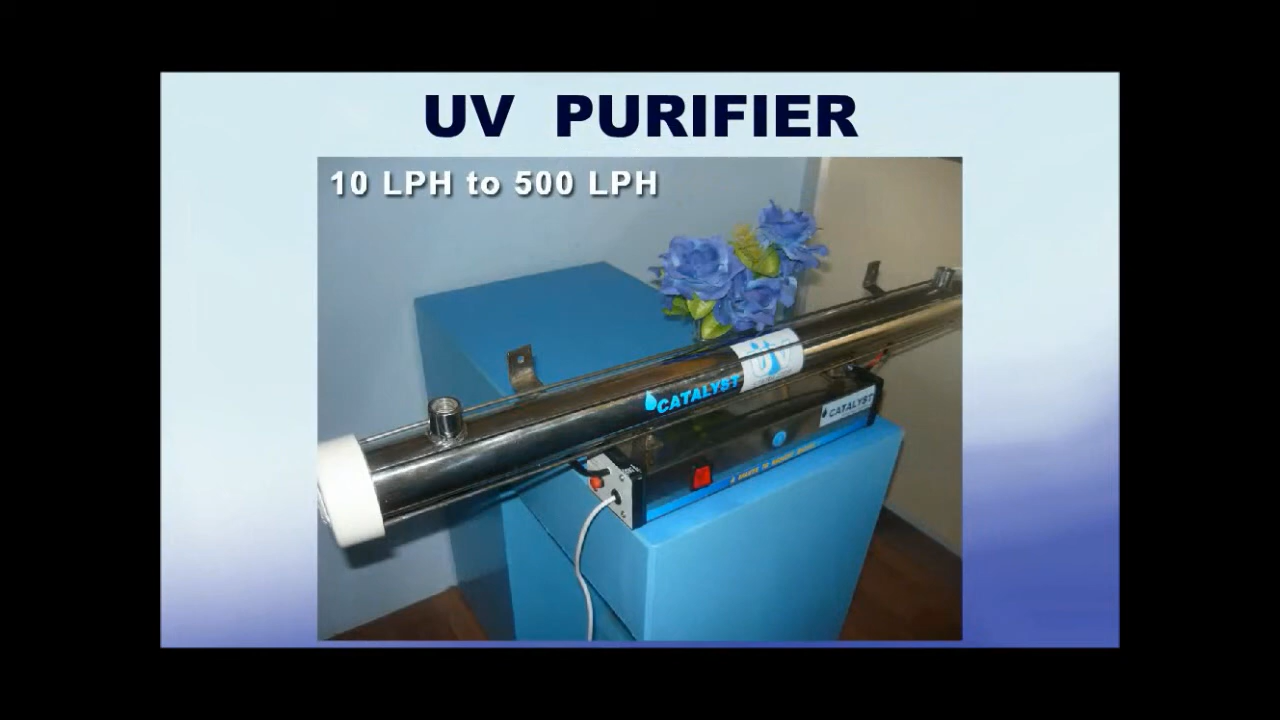 UV PURIFIER
10 LPH to 500 LPH
UV
CATALYST
CATALYST